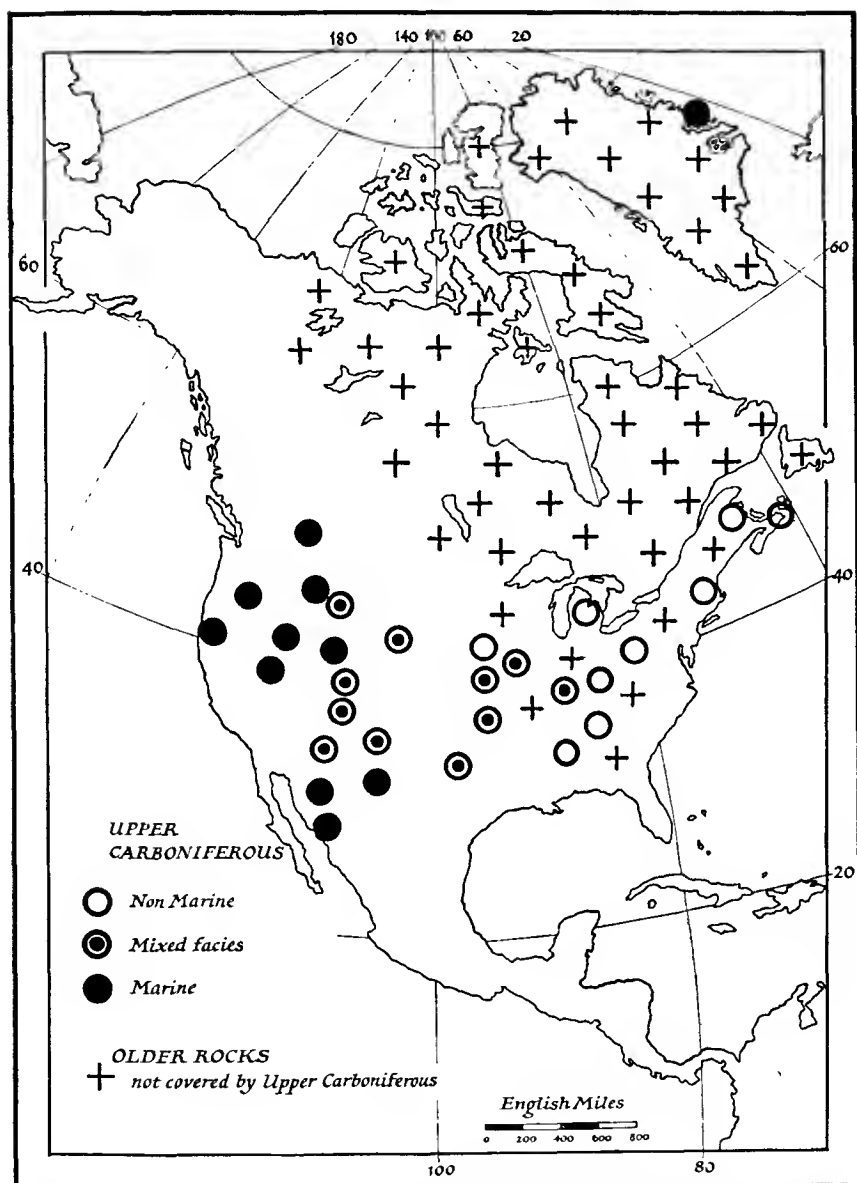 180 140 100 60 20
60
60
40
40
20
UPPER
CARBONIFEROUS
Non Marine
Mixed facies
Marine
OLDER ROCKS
not covered by Upper Carboniferous
English Miles
0 200 400 600 800
100 80